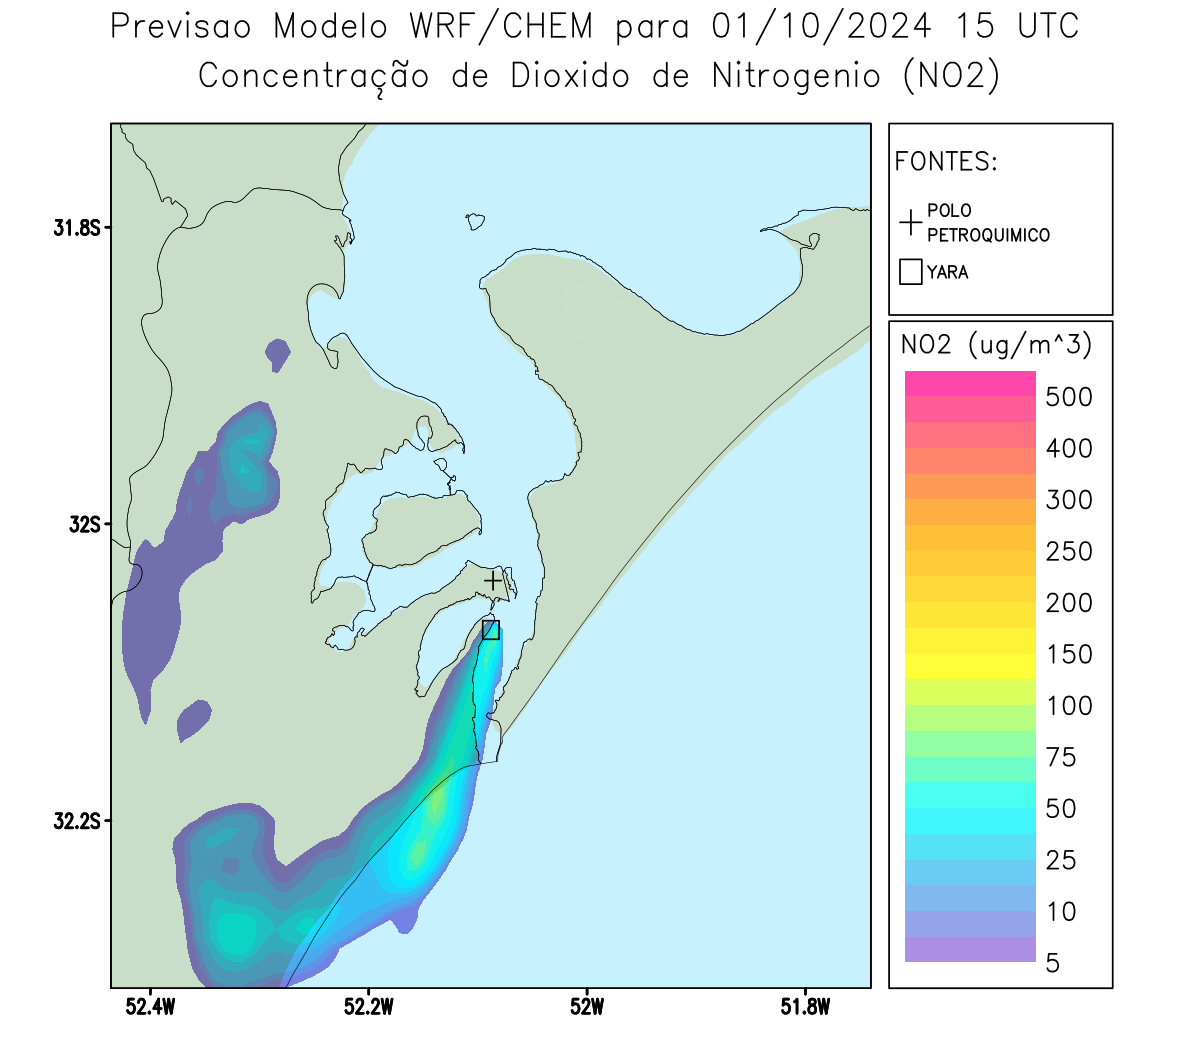 Previsao Modelo WRF/CHEM para 01/10/2024 15 UTC
Concentração de Dioxido de Nitrogenio (NO2)
FONTES:
POLO
PETROQUIMICO
YARA
NO2 (ug/m^3)
500
400
300
250
200
150
100
75
50
25
10
5
31.8S
32S
32.2S
52.4W
52.2W
52W
51.8W